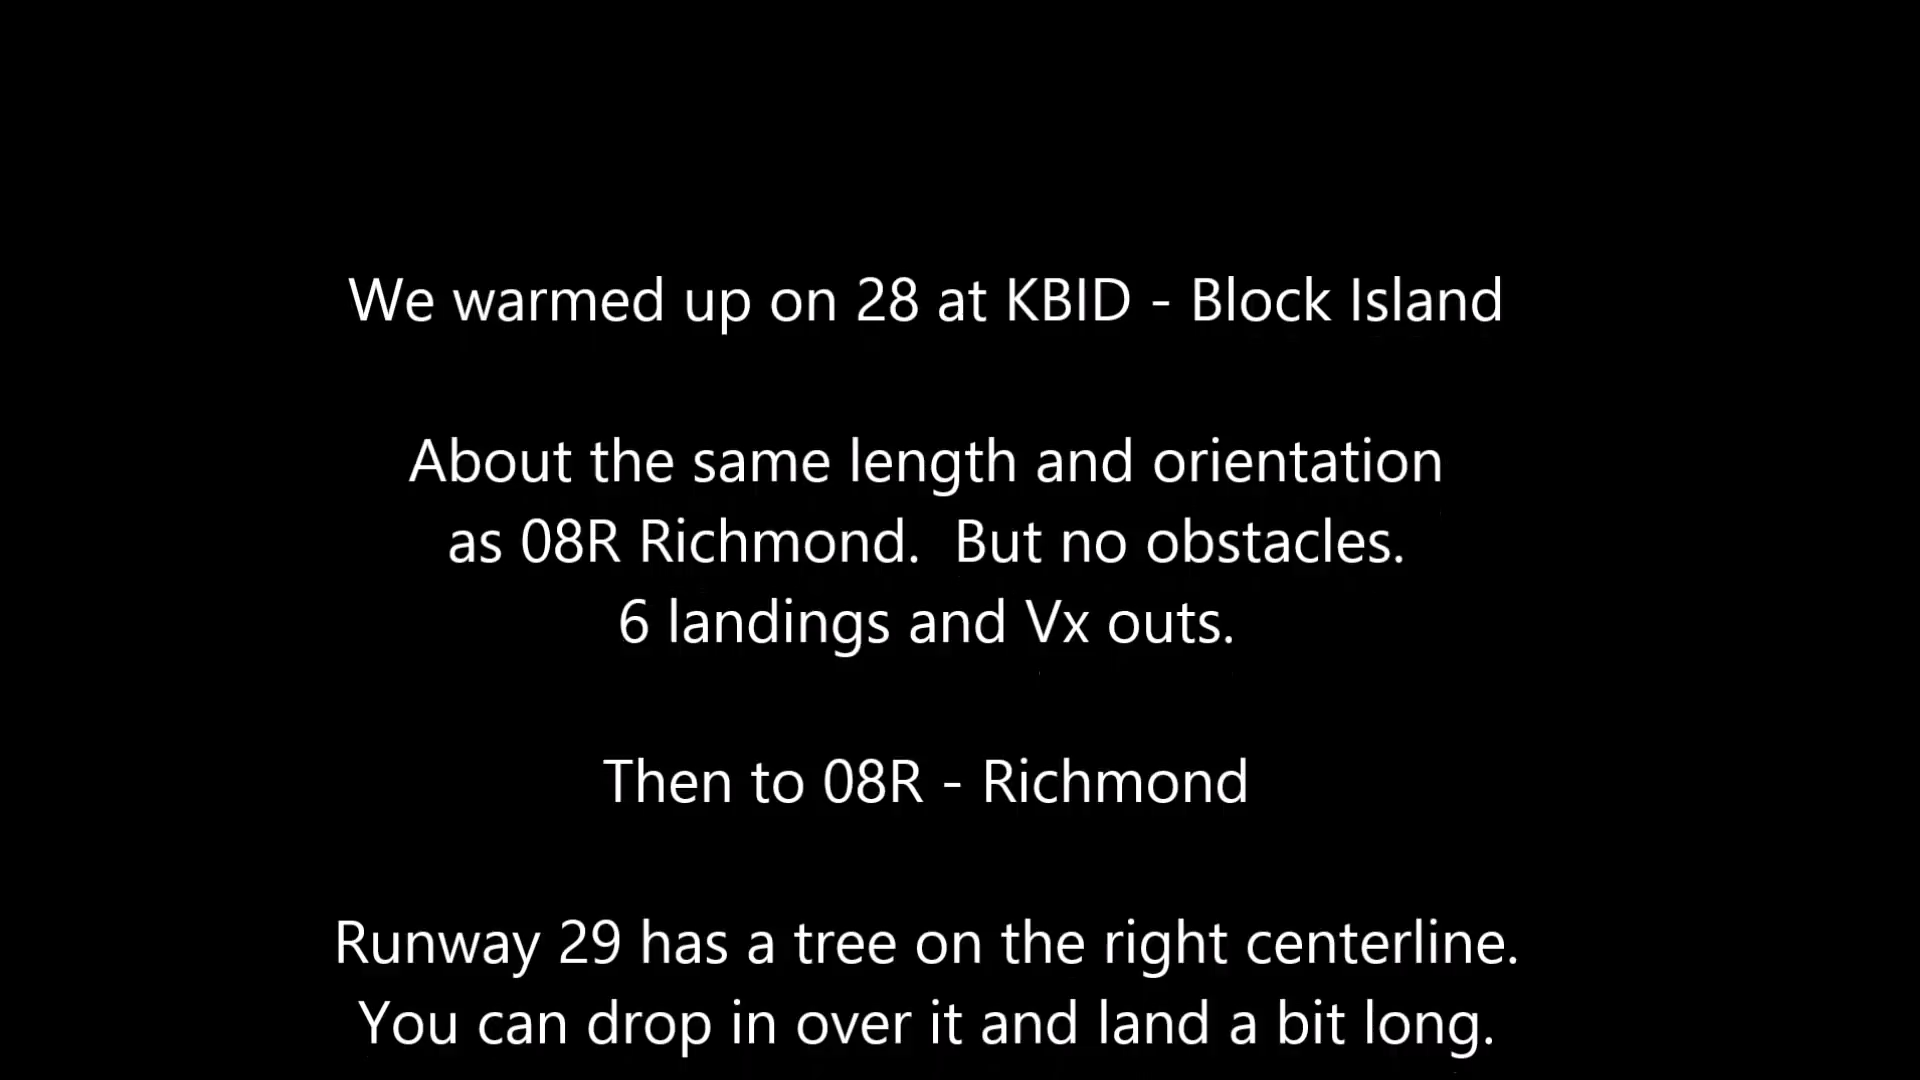 We warmed up on 28 at KBID - Block Island
About the same length and orientation
as 08R Richmond.  But no obstacles.
6 landings and Vx outs.
Then to 08R - Richmond
Runway 29 has a tree on the right centerline.
You can drop in over it and land a bit long.